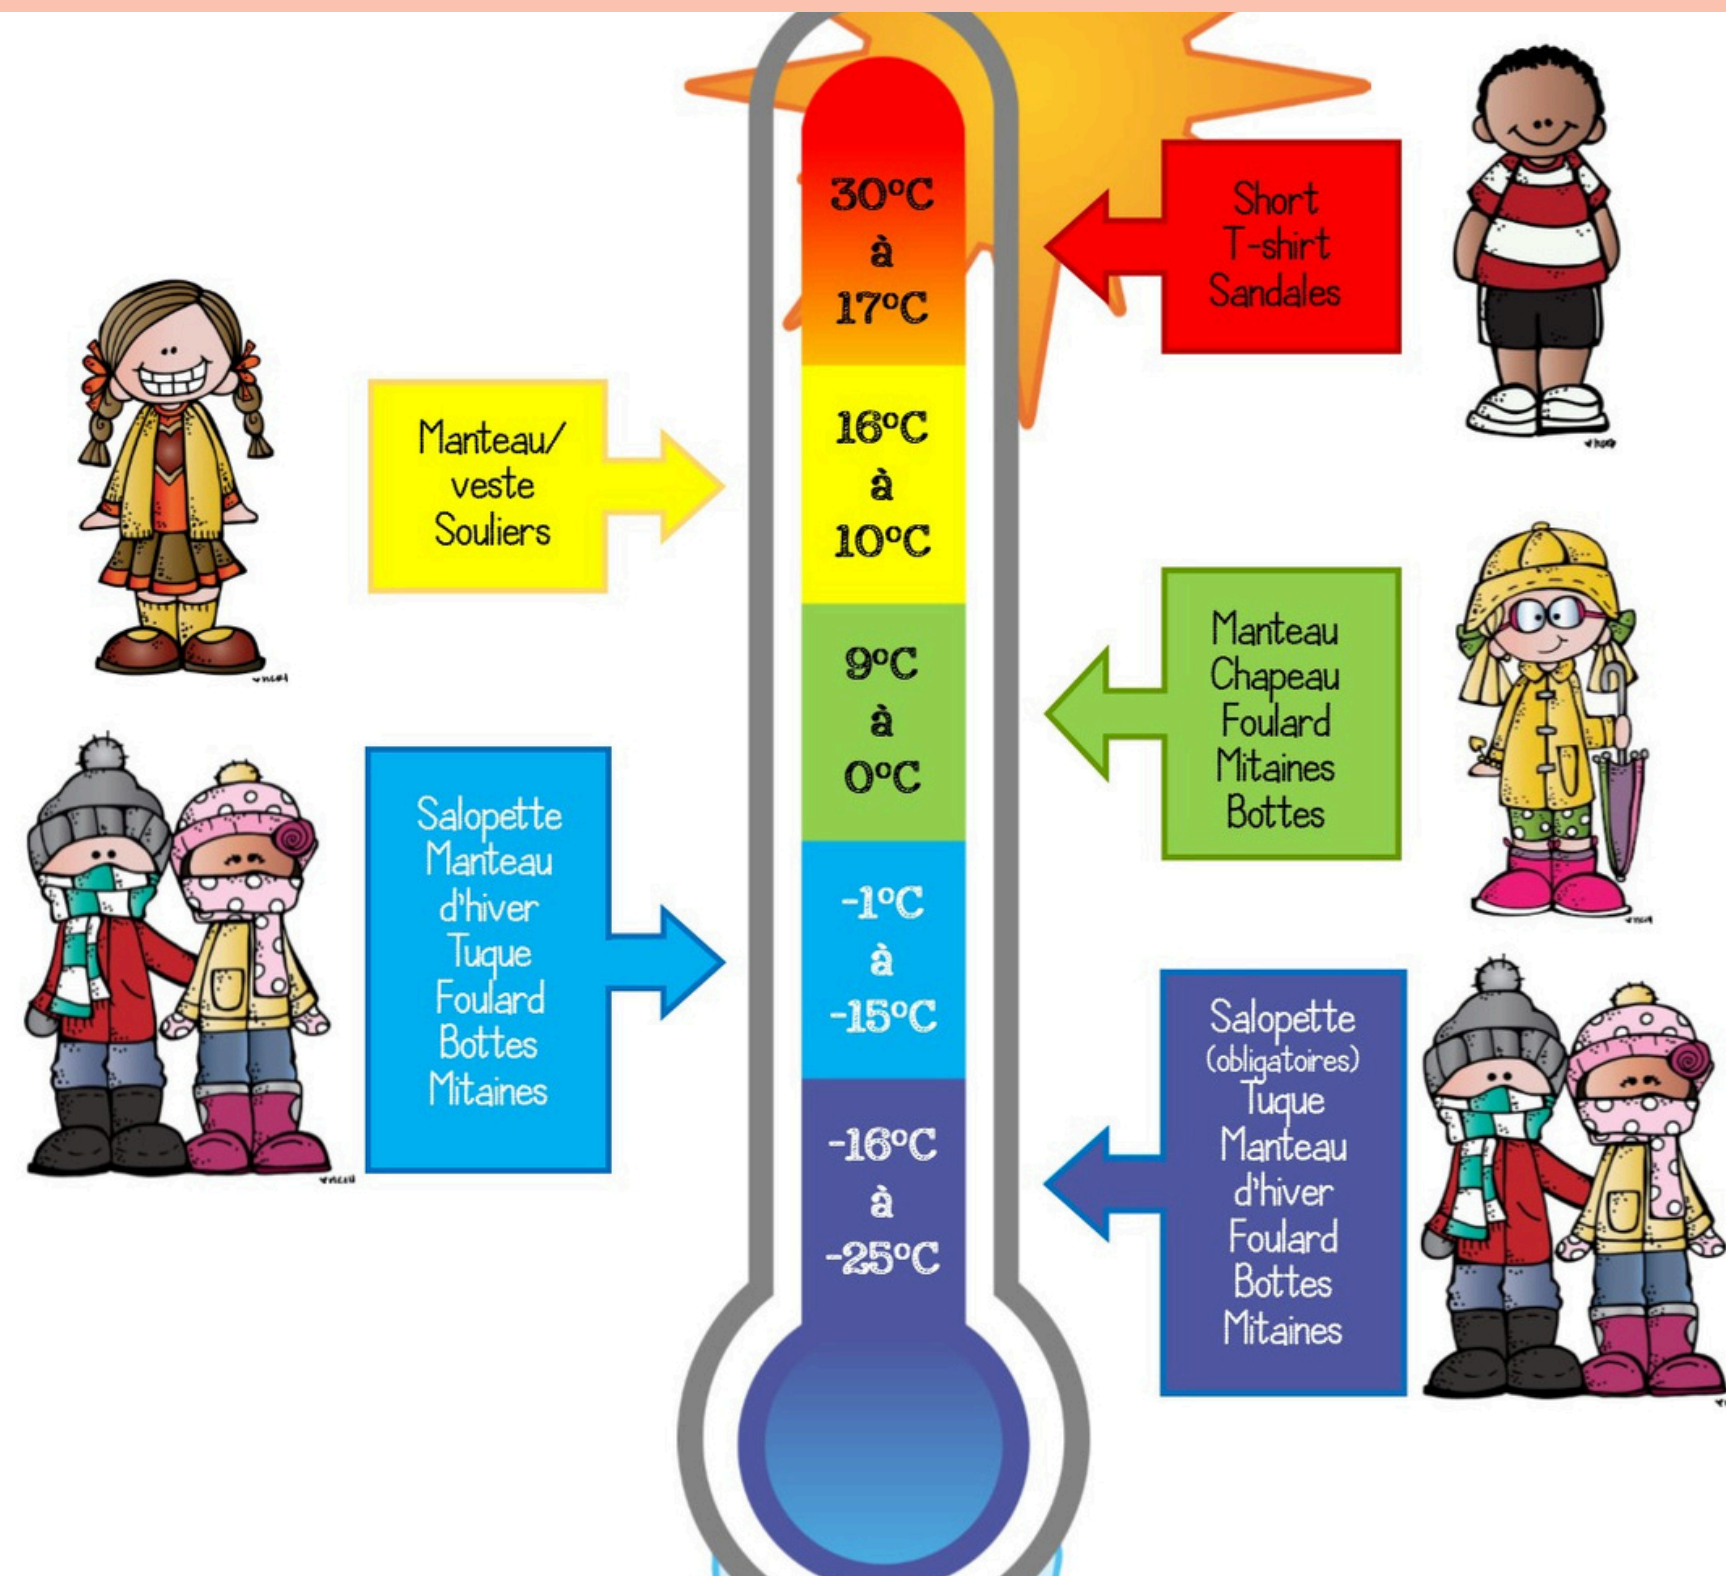 30°C
à
17°C
Short
T-shirt
Sandales
Manteau/
veste
Souliers
16°C
à
10°C
9°C
à
0°C
Manteau
Chapeau
Foulard
Mitaines
Bottes
Salopette
Manteau
d'hiver
Tuque
Foulard
Bottes
Mitaines
-1°C
à
-15°C
-16°C
à
-25°C
Salopette
(obligatoires)
Tuque
Manteau
d'hiver
Foulard
Bottes
Mitaines